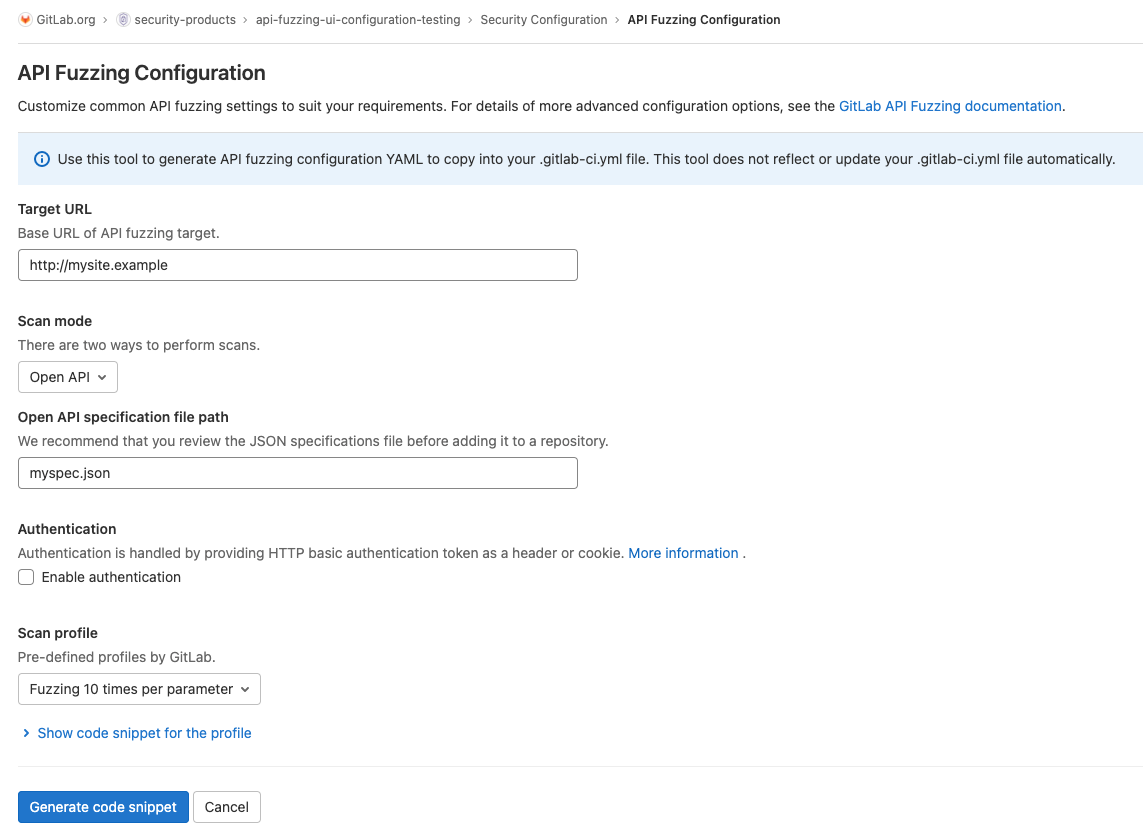 GitLab.org › security-products › api-fuzzing-ui-configuration-testing › Security Configuration › API Fuzzing Configuration
API Fuzzing Configuration
Customize common API fuzzing settings to suit your requirements. For details of more advanced configuration options, see the GitLab API Fuzzing documentation.
Use this tool to generate API fuzzing configuration YAML to copy into your .gitlab-ci.yml file. This tool does not reflect or update your .gitlab-ci.yml file automatically.
Target URL
Base URL of API fuzzing target.
http://mysite.example
Scan mode
There are two ways to perform scans.
Open API
Open API specification file path
We recommend that you review the JSON specifications file before adding it to a repository.
myspec.json
Authentication
Authentication is handled by providing HTTP basic authentication token as a header or cookie. More information .
Enable authentication
Scan profile
Pre-defined profiles by GitLab.
Fuzzing 10 times per parameter
Show code snippet for the profile
Generate code snippet Cancel